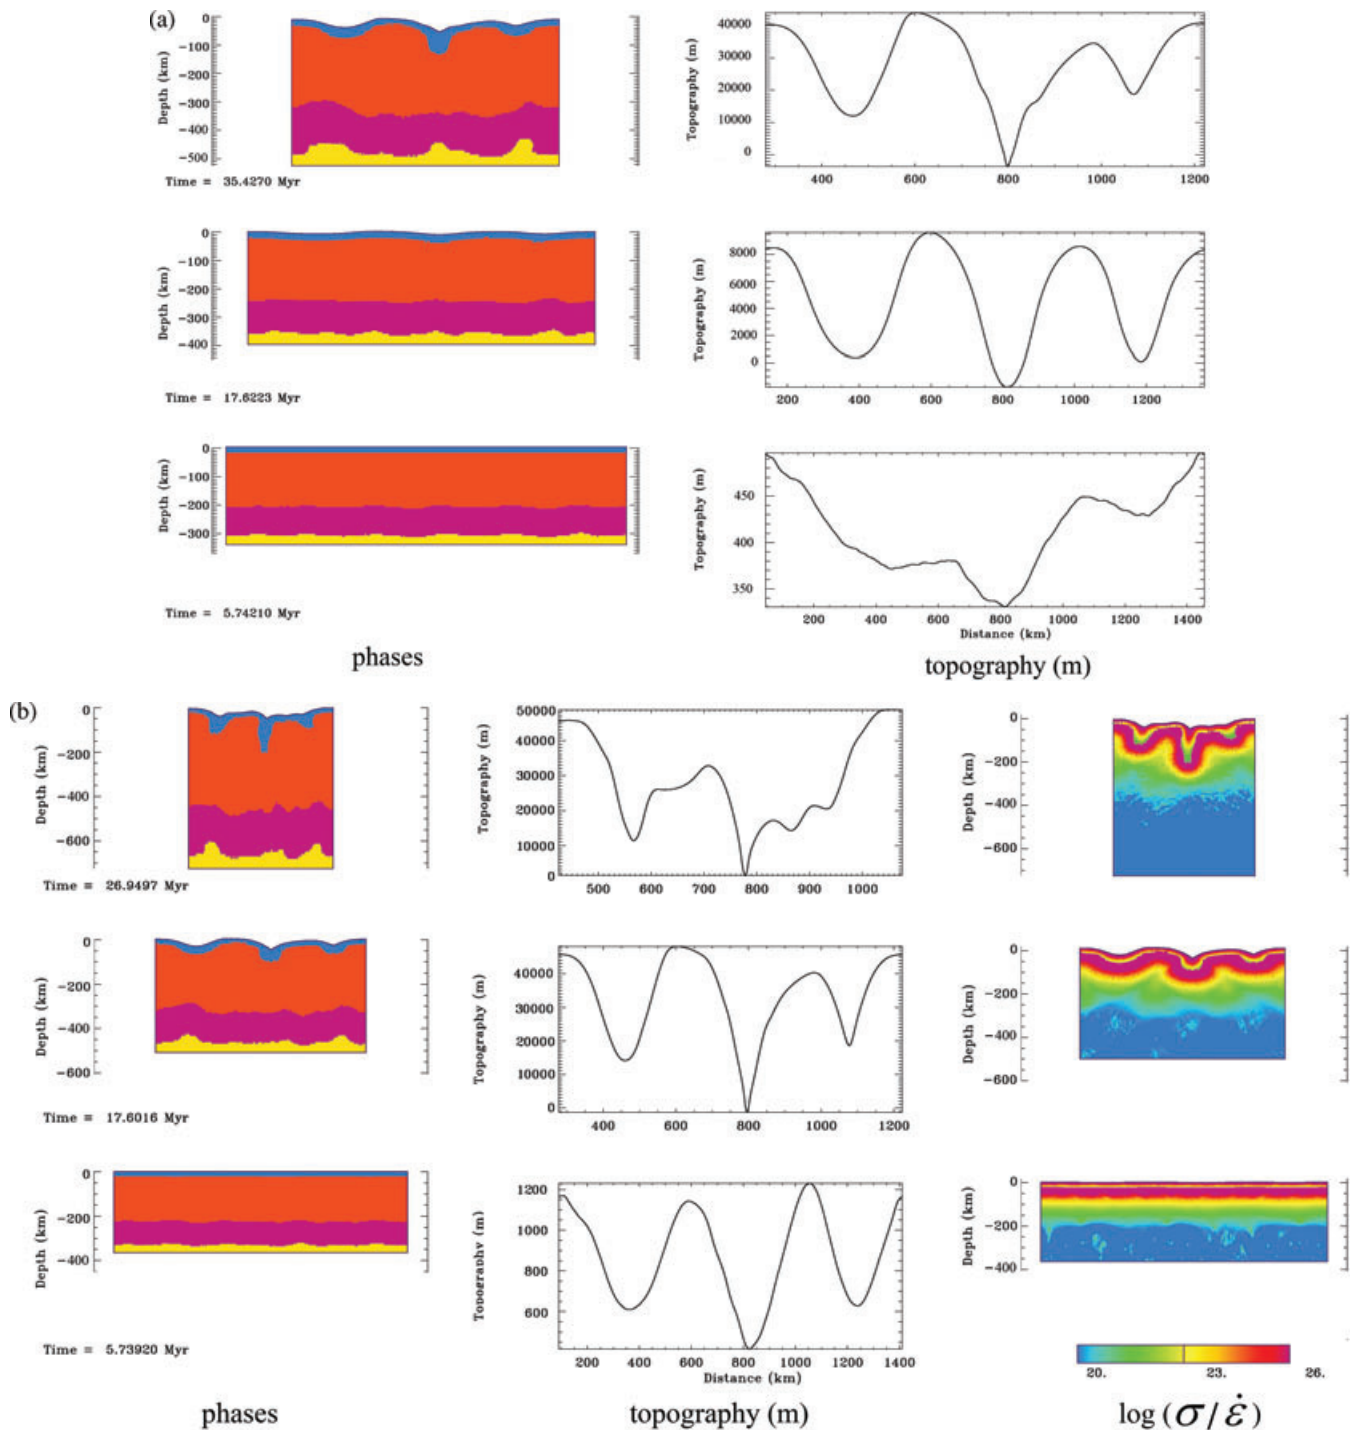 (a)
Depth (km)
0
−100
−200
−300
−400
−500
Time = 35.4270 Myr
Topography (m)
40000
30000
20000
10000
0
400 600 800 1000 1200
Depth (km)
0
−100
−200
−300
−400
Time = 17.6223 Myr
Topography (m)
8000
6000
4000
2000
0
200 400 600 800 1000 1200
Depth (km)
0
−100
−200
−300
Time = 5.74210 Myr
Topography (m)
450
400
350
200 400 600 800 1000 1200 1400
Distance (km)
phases
topography (m)
(b)
Depth (km)
0
−200
−400
−600
Time = 26.9497 Myr
Topography (m)
50000
40000
30000
20000
10000
0
500 600 700 800 900 1000
Depth (km)
0
−200
−400
−600
Depth (km)
0
−200
−400
−600
Time = 17.6016 Myr
Topography (m)
40000
30000
20000
10000
0
400 600 800 1000 1200
Depth (km)
0
−200
−400
−600
Depth (km)
0
−200
−400
Time = 5.73920 Myr
Topography (m)
1200
1000
800
600
200 400 600 800 1000 1200 1400
Distance (km)
Depth (km)
0
−200
−400
20. 23. 26.
phases
topography (m)
log (σ/ε̇)